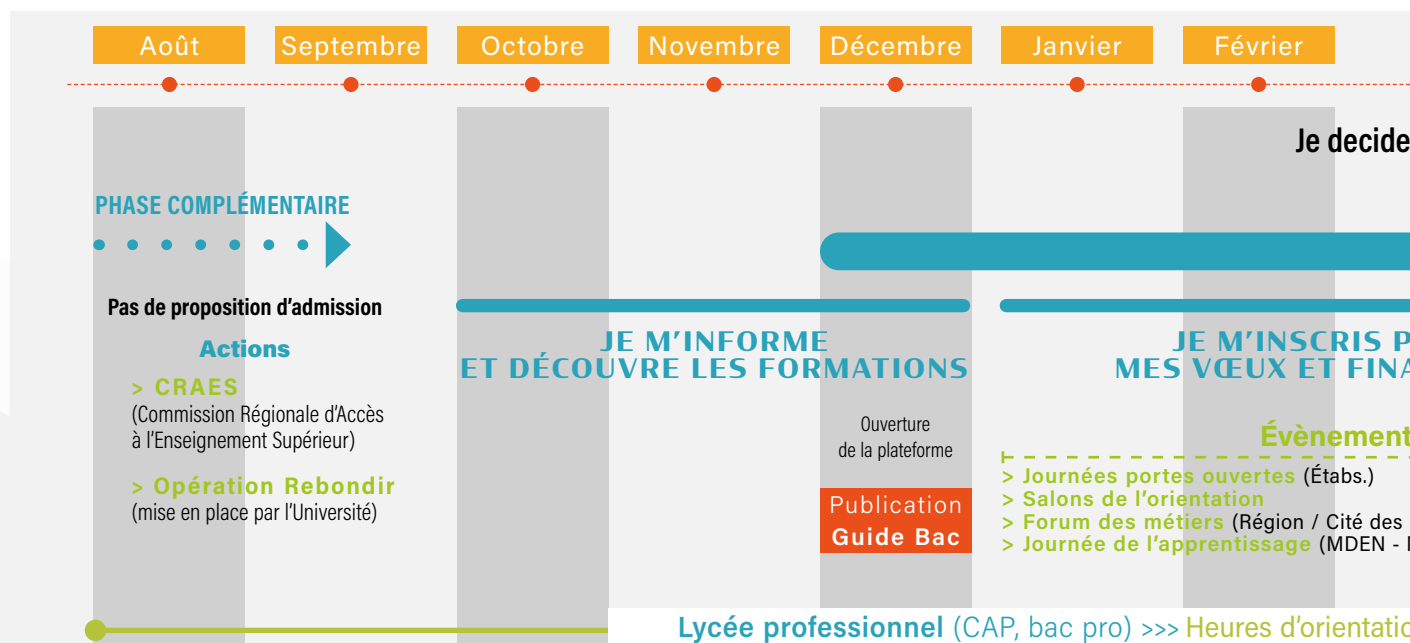 Août Septembre Octobre Novembre Décembre Janvier Février
Je decide
PHASE COMPLÉMENTAIRE
Pas de proposition d'admission
Actions
> CRAES
(Commission Régionale d'Accès
à l'Enseignement Supérieur)
> Opération Rebondir
(mise en place par l'Université)
JE M'INFORME
ET DÉCOUVRE LES FORMATIONS
Ouverture
de la plateforme
Publication
Guide Bac
JE M'INSCRIS P
MES VŒUX ET FINA
Évènement
> Journées portes ouvertes (Étabs.)
> Salons de l'orientation
> Forum des métiers (Région / Cité des
> Journée de l'apprentissage (MDEN -
Lycée professionnel (CAP, bac pro) >>> Heures d'orientatio